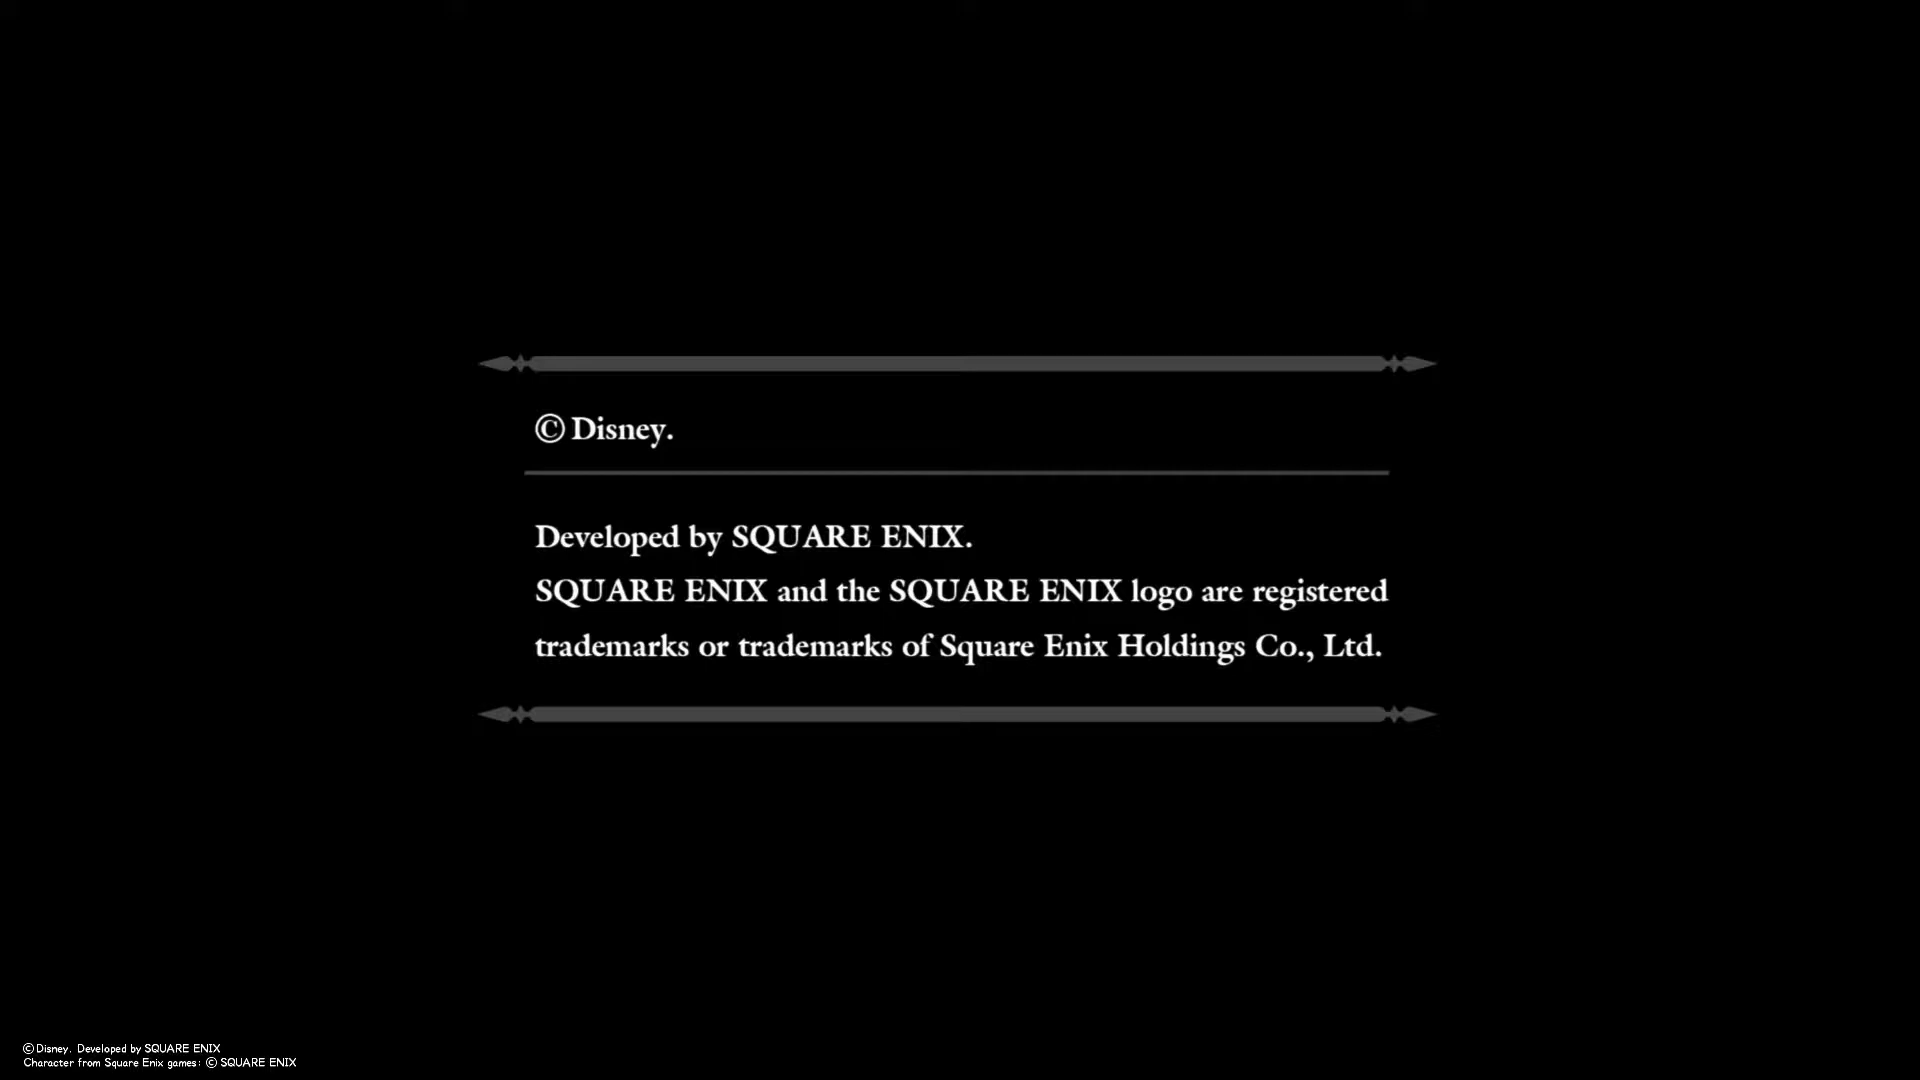 © Disney.
Developed by SQUARE ENIX.
SQUARE ENIX and the SQUARE ENIX logo are registered
trademarks or trademarks of Square Enix Holdings Co., Ltd.
© Disney. Developed by SQUARE ENIX
Character from Square Enix games: © SQUARE ENIX